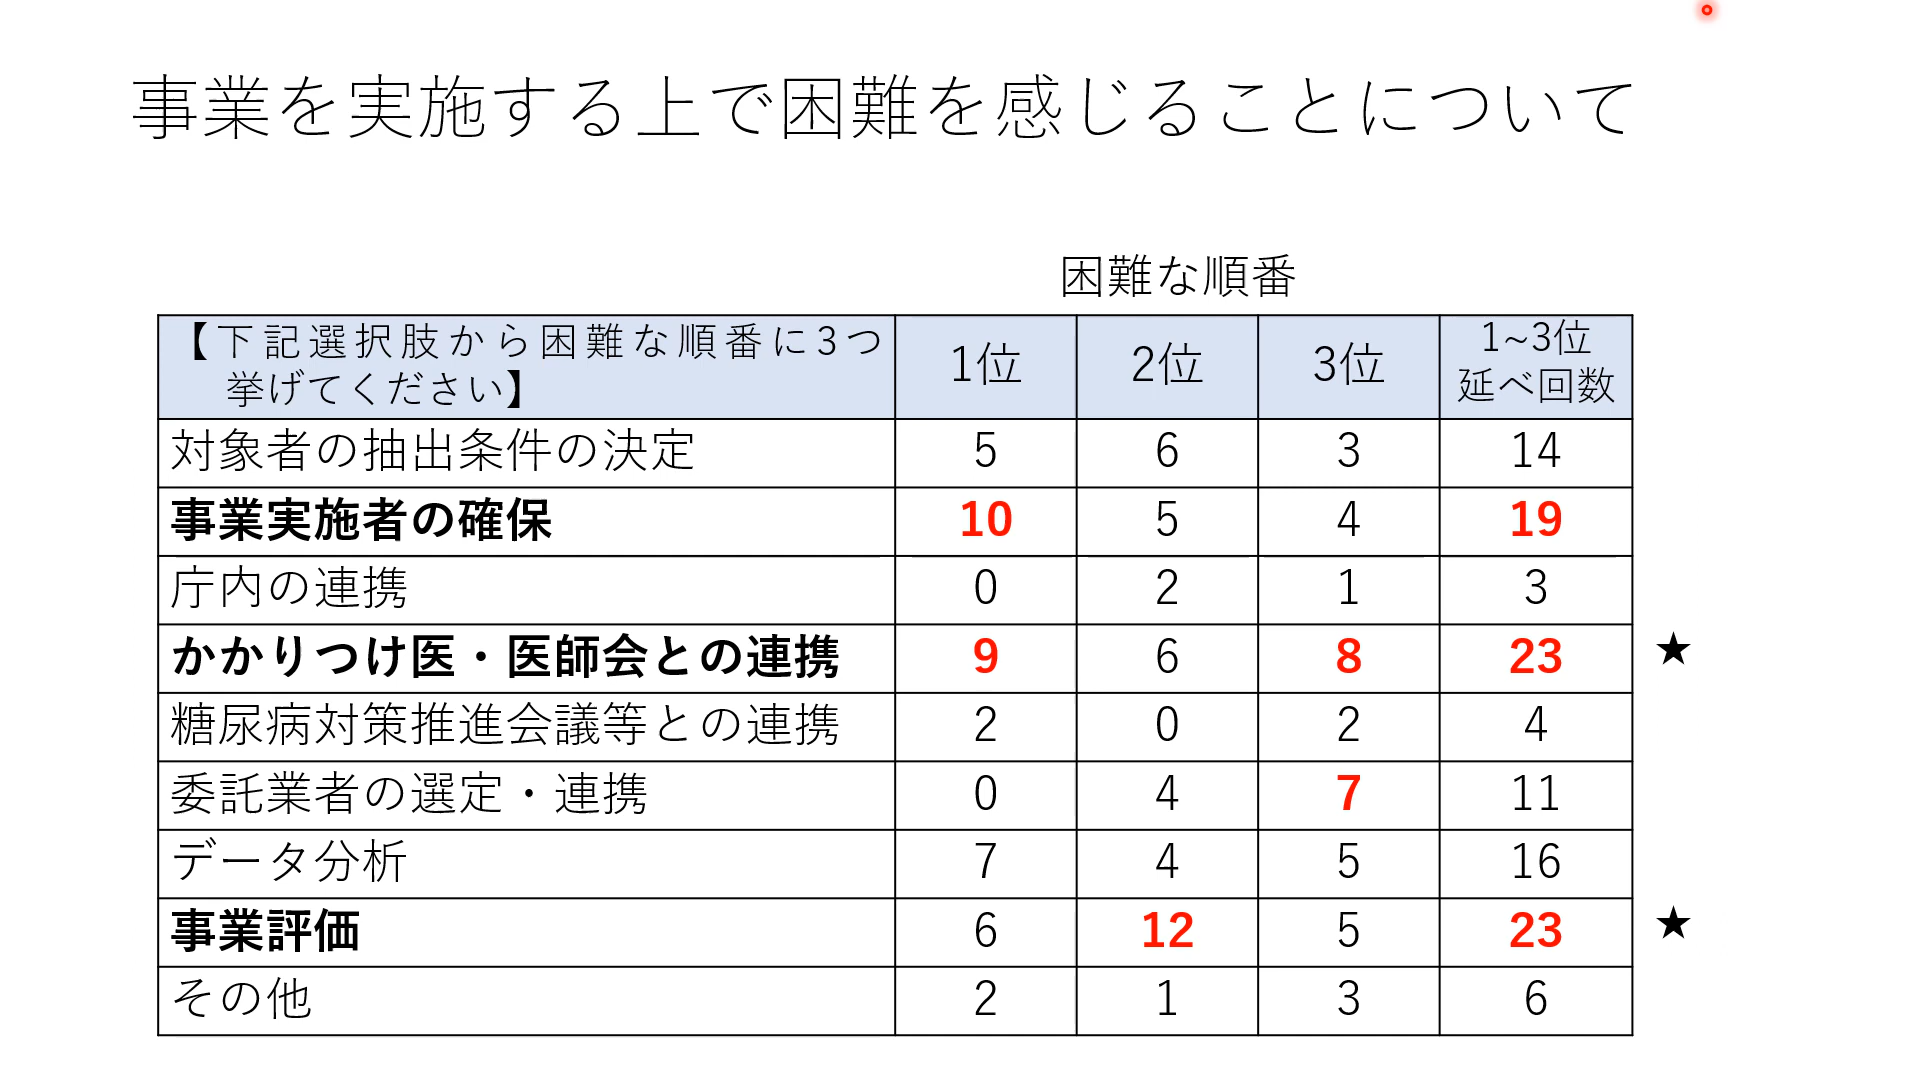 事業を実施する上で困難を感じることについて
困難な順番
【下記選択肢から困難な順番に3つ
挙げてください】
1位 2位 3位 1~3位
延べ回数
対象者の抽出条件の決定 5 6 3 14
事業実施者の確保 10 5 4 19
庁内の連携 0 2 1 3
かかりつけ医・医師会との連携 9 6 8 23 ★
糖尿病対策推進会議等との連携 2 0 2 4
委託業者の選定・連携 0 4 7 11
データ分析 7 4 5 16
事業評価 6 12 5 23 ★
その他 2 1 3 6